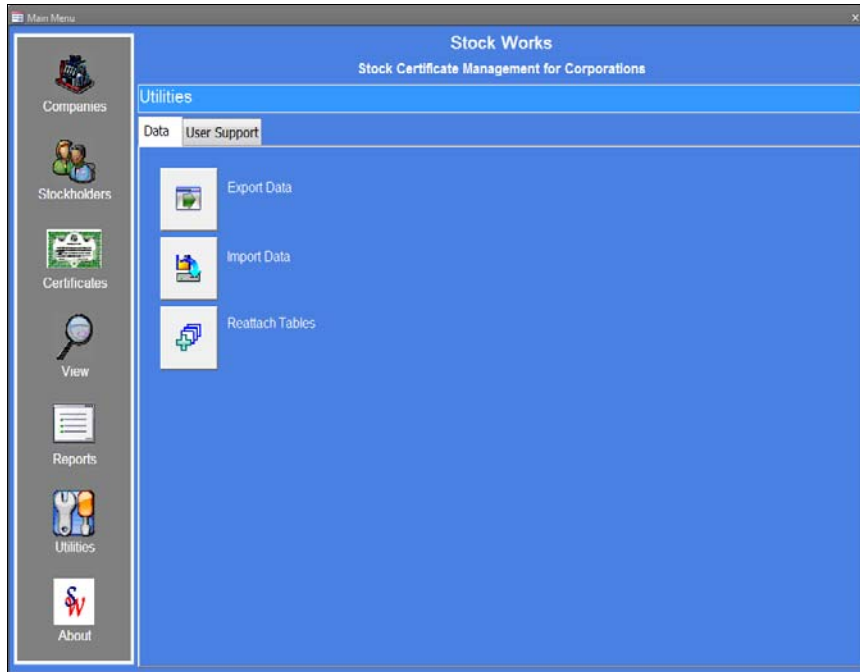 Main Menu
Stock Works
Stock Certificate Management for Corporations
Companies
Stockholders
Certificates
View
Reports
Utilities
SW
About
Utilities
Data
User Support
Export Data
Import Data
Reattach Tables